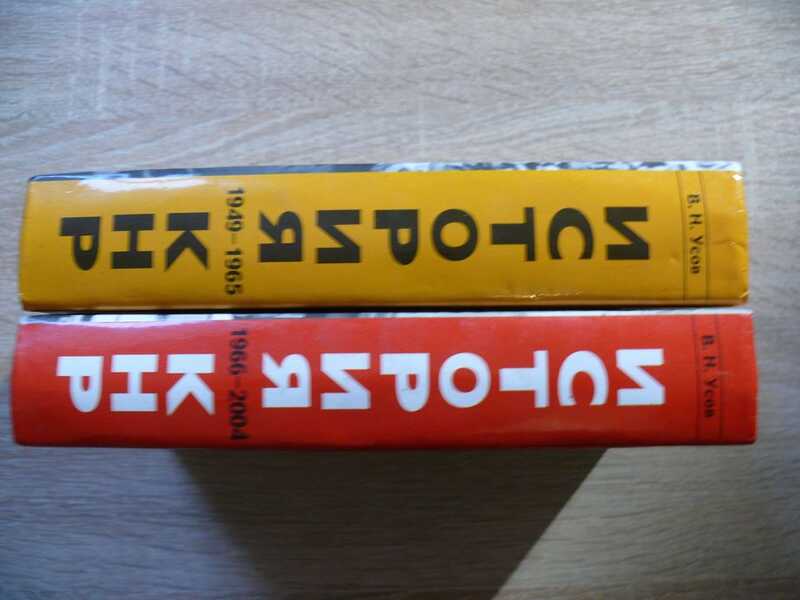 В. Н. Усов
ИСТОРИЯ
КНР
1949–1965
В. Н. Усов
ИСТОРИЯ
КНР
1966–2004